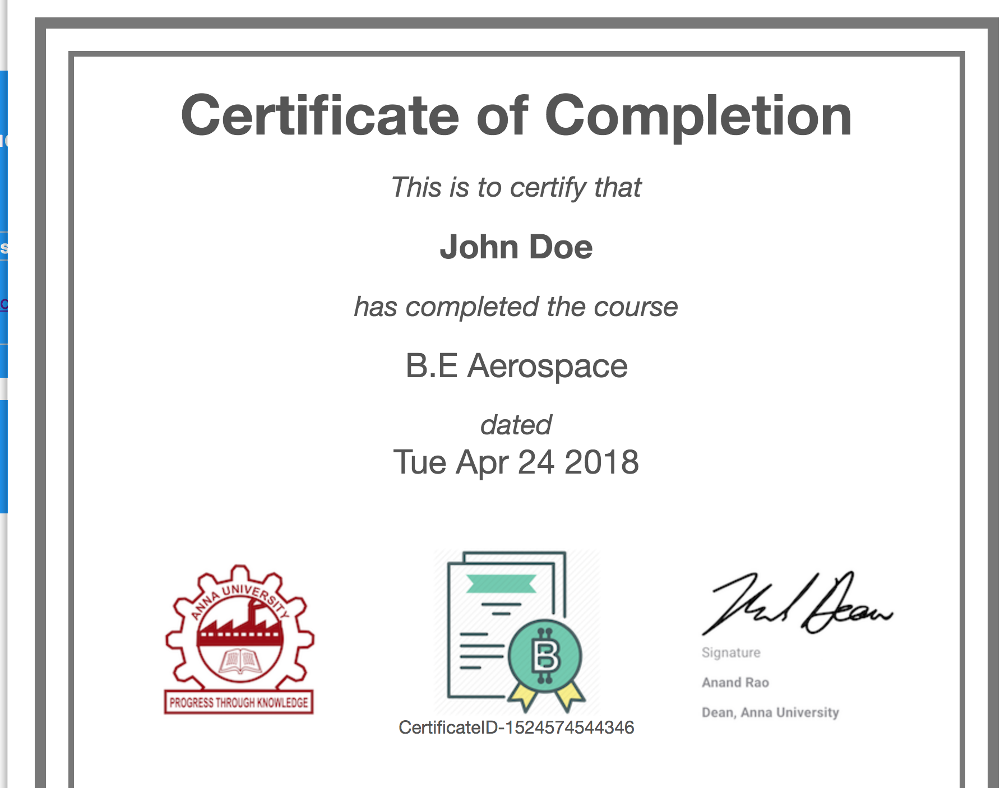 Certificate of Completion
This is to certify that
John Doe
has completed the course
B.E Aerospace
dated
Tue Apr 24 2018
ANNA UNIVERSITY
PROGRESS THROUGH KNOWLEDGE
B
CertificateID-1524574544346
Signature
Anand Rao
Dean, Anna University